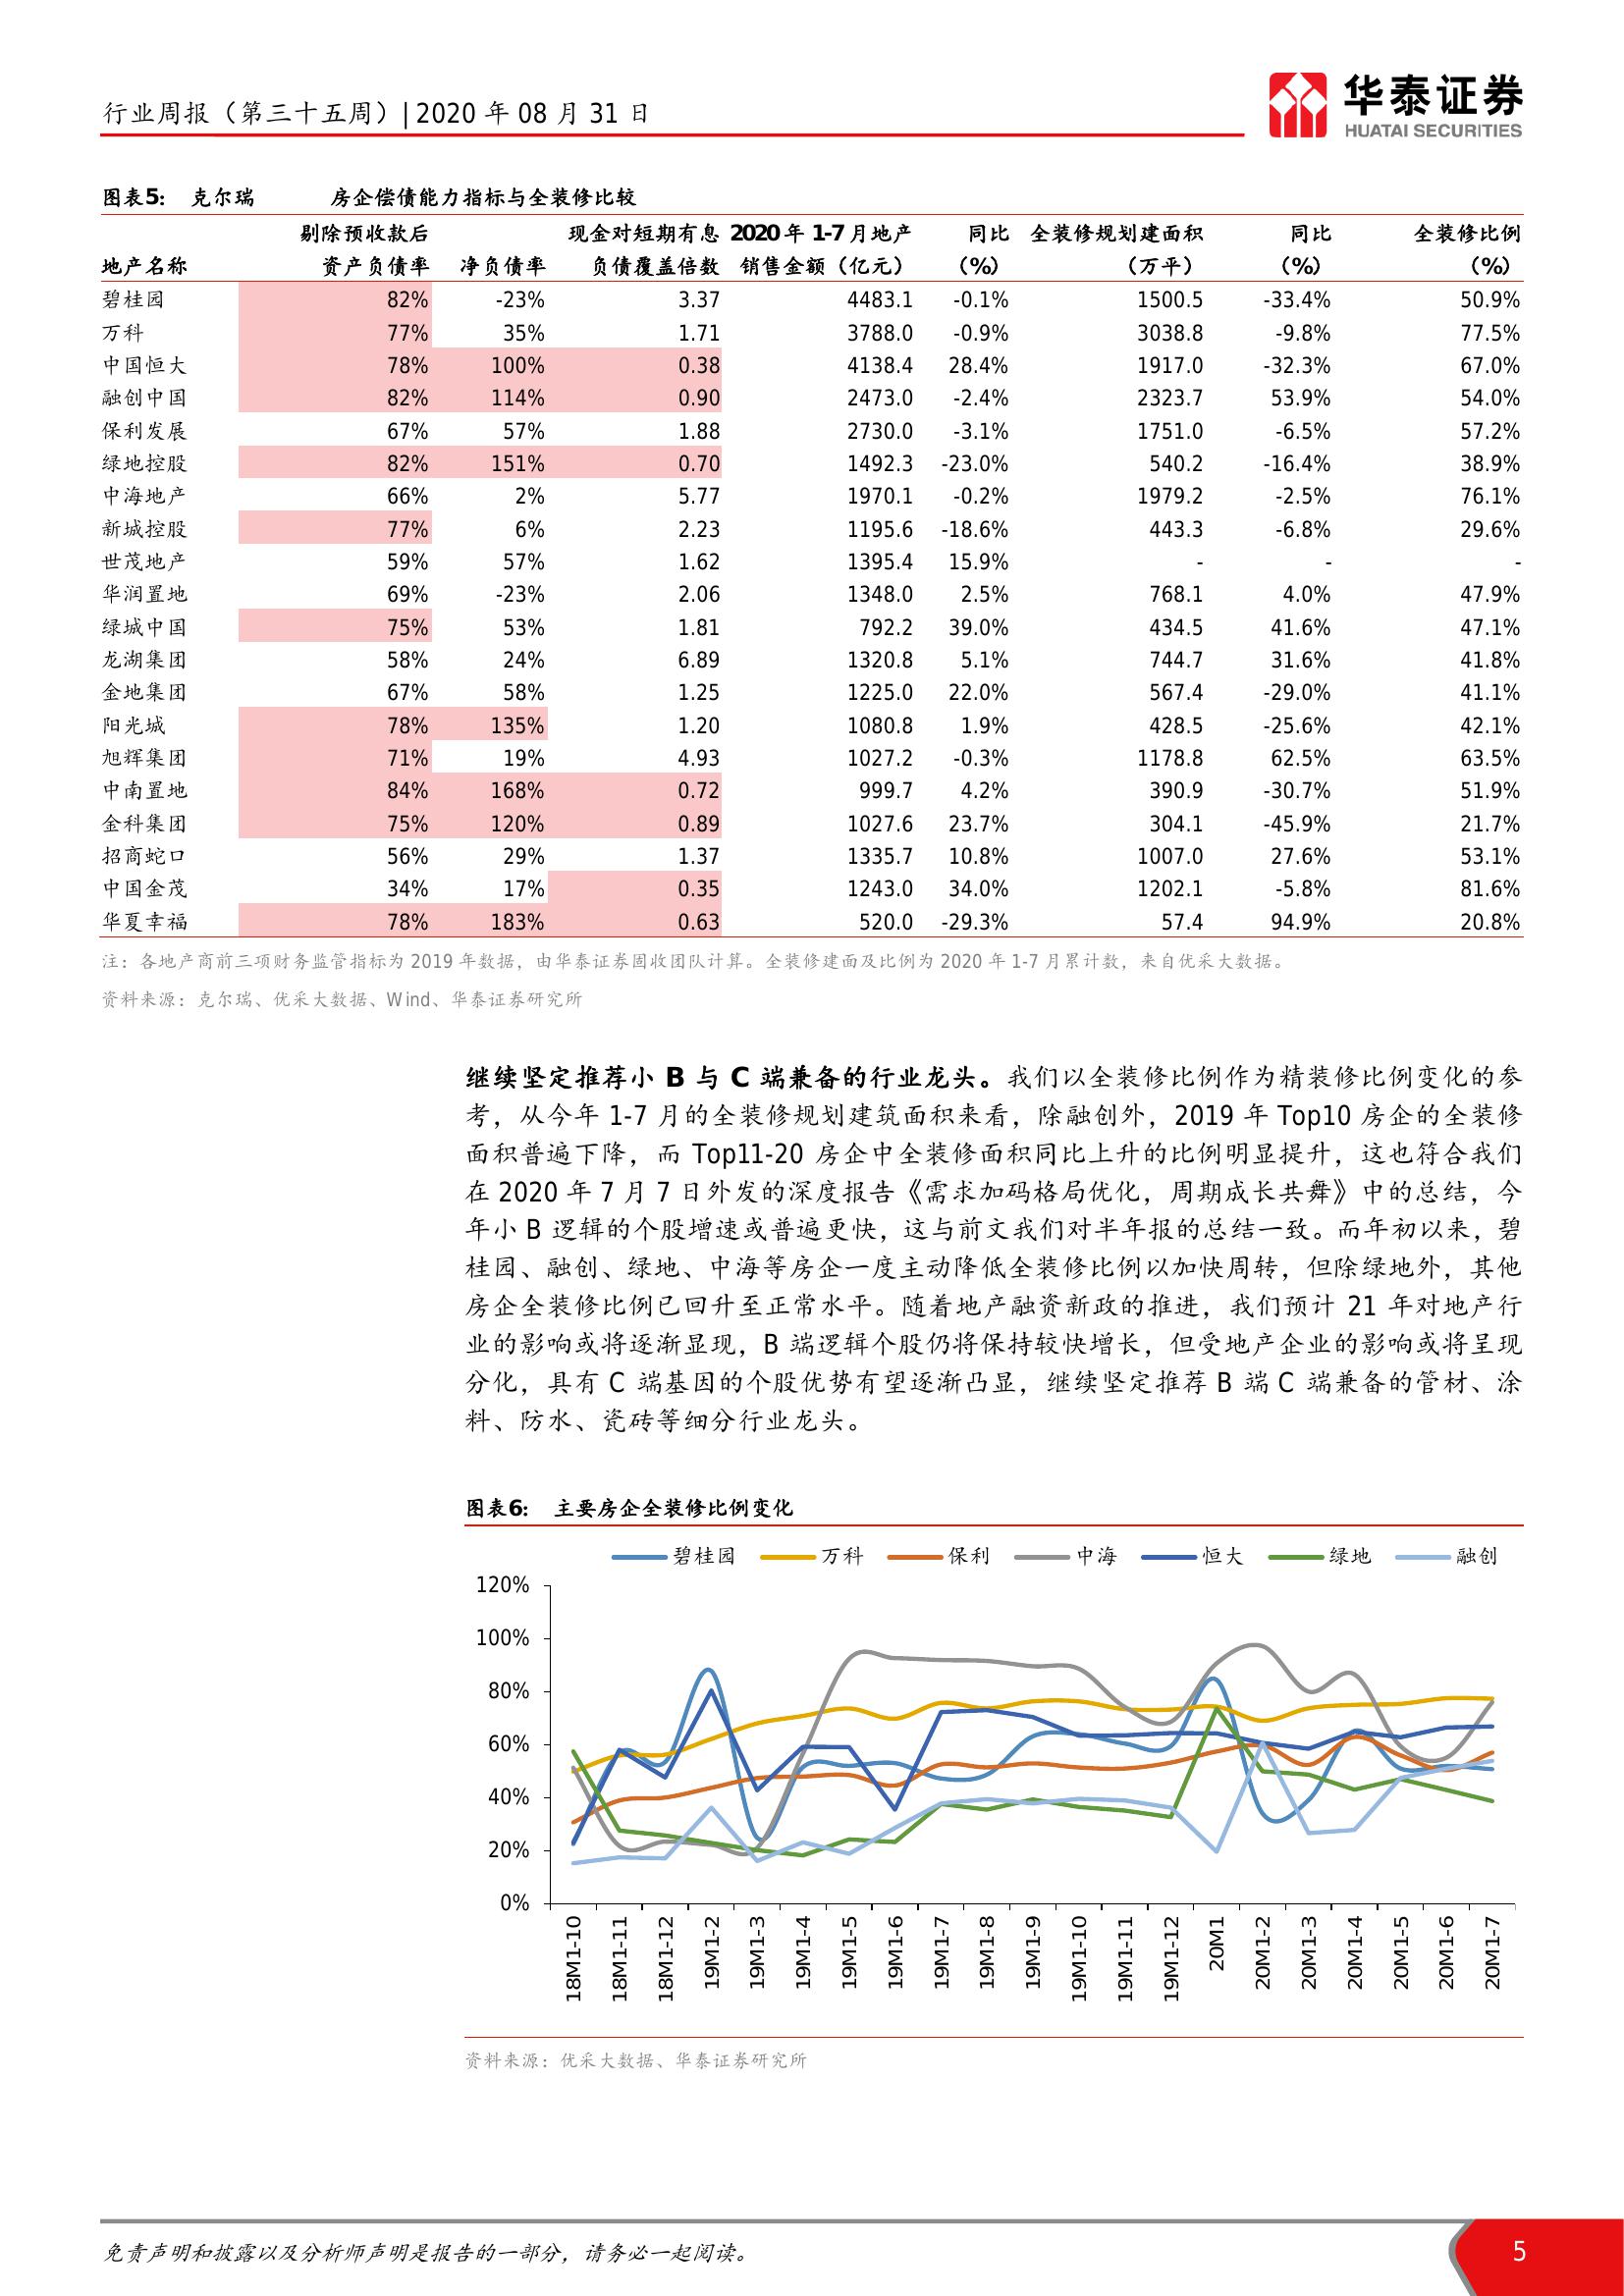 行业周报（第三十五周）| 2020 年 08 月 31 日
华泰证券
HUATAI SECURITIES
图表5: 克尔瑞 房企偿债能力指标与全装修比较
剔除预收款后 现金对短期有息 2020 年 1-7 月地产 同比 全装修规划建面积 同比 全装修比例
地产名称 资产负债率 净负债率 负债覆盖倍数 销售金额（亿元） (%) （万平） (%) (%)
碧桂园 82% -23% 3.37 4483.1 -0.1% 1500.5 -33.4% 50.9%
万科 77% 35% 1.71 3788.0 -0.9% 3038.8 -9.8% 77.5%
中国恒大 78% 100% 0.38 4138.4 28.4% 1917.0 -32.3% 67.0%
融创中国 82% 114% 0.90 2473.0 -2.4% 2323.7 53.9% 54.0%
保利发展 67% 57% 1.88 2730.0 -3.1% 1751.0 -6.5% 57.2%
绿地控股 82% 151% 0.70 1492.3 -23.0% 540.2 -16.4% 38.9%
中海地产 66% 2% 5.77 1970.1 -0.2% 1979.2 -2.5% 76.1%
新城控股 77% 6% 2.23 1195.6 -18.6% 443.3 -6.8% 29.6%
世茂地产 59% 57% 1.62 1395.4 15.9% - - -
华润置地 69% -23% 2.06 1348.0 2.5% 768.1 4.0% 47.9%
绿城中国 75% 53% 1.81 792.2 39.0% 434.5 41.6% 47.1%
龙湖集团 58% 24% 6.89 1320.8 5.1% 744.7 31.6% 41.8%
金地集团 67% 58% 1.25 1225.0 22.0% 567.4 -29.0% 41.1%
阳光城 78% 135% 1.20 1080.8 1.9% 428.5 -25.6% 42.1%
旭辉集团 71% 19% 4.93 1027.2 -0.3% 1178.8 62.5% 63.5%
中南置地 84% 168% 0.72 999.7 4.2% 390.9 -30.7% 51.9%
金科集团 75% 120% 0.89 1027.6 23.7% 304.1 -45.9% 21.7%
招商蛇口 56% 29% 1.37 1335.7 10.8% 1007.0 27.6% 53.1%
中国金茂 34% 17% 0.35 1243.0 34.0% 1202.1 -5.8% 81.6%
华夏幸福 78% 183% 0.63 520.0 -29.3% 57.4 94.9% 20.8%
注：各地产商前三项财务监管指标为 2019 年数据，由华泰证券固收团队计算。全装修建面及比例为 2020 年 1-7 月累计数，来自优采大数据。
资料来源：克尔瑞、优采大数据、Wind、华泰证券研究所
继续坚定推荐小 B 与 C 端兼备的行业龙头。我们以全装修比例作为精装修比例变化的参
考，从今年 1-7 月的全装修规划建筑面积来看，除融创外，2019 年 Top10 房企的全装修
面积普遍下降，而 Top11-20 房企中全装修面积同比上升的比例明显提升，这也符合我们
在 2020 年 7 月 7 日外发的深度报告《需求加码格局优化，周期成长共舞》中的总结，今
年小 B 逻辑的个股增速或普遍更快，这与前文我们对半年报的总结一致。而年初以来，碧
桂园、融创、绿地、中海等房企一度主动降低全装修比例以加快周转，但除绿地外，其他
房企全装修比例已回升至正常水平。随着地产融资新政的推进，我们预计 21 年对地产行
业的影响或将逐渐显现，B 端逻辑个股仍将保持较快增长，但受地产企业的影响或将呈现
分化，具有 C 端基因的个股优势有望逐渐凸显，继续坚定推荐 B 端 C 端兼备的管材、涂
料、防水、瓷砖等细分行业龙头。
图表6: 主要房企全装修比例变化
碧桂园 万科 保利 中海 恒大 绿地 融创
120%
100%
80%
60%
40%
20%
0%
18M1-10 18M1-11 18M1-12 19M1-2 19M1-3 19M1-4 19M1-5 19M1-6 19M1-7 19M1-8 19M1-9 19M1-10 19M1-11 19M1-12 20M1 20M1-2 20M1-3 20M1-4 20M1-5 20M1-6 20M1-7
资料来源：优采大数据、华泰证券研究所
免责声明和披露以及分析师声明是报告的一部分，请务必一起阅读。 5